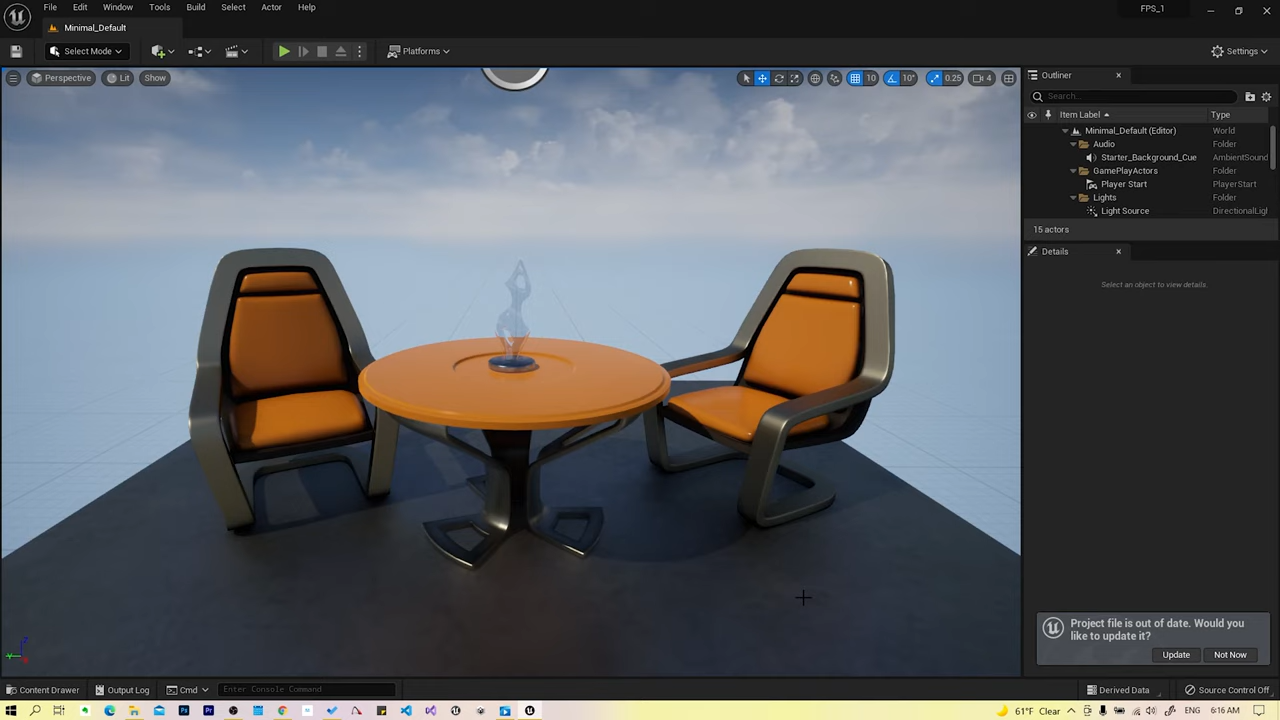 File Edit Window Tools Build Select Actor Help
FPS_1
Minimal_Default
Select Mode
Platforms
Settings
Perspective Lit Show
10 10° 0.25 4
Outliner
Search...
Item Label Type
Minimal_Default (Editor) World
Audio Folder
Starter_Background_Cue AmbientSound
GamePlayActors Folder
Player Start PlayerStart
Lights Folder
Light Source DirectionalLigl
15 actors
Details
Select an object to view details.
Project file is out of date. Would you
like to update it?
Update Not Now
Content Drawer Output Log Cmd Enter Console Command
Derived Data Source Control Off
61°F Clear ENG 6:16 AM